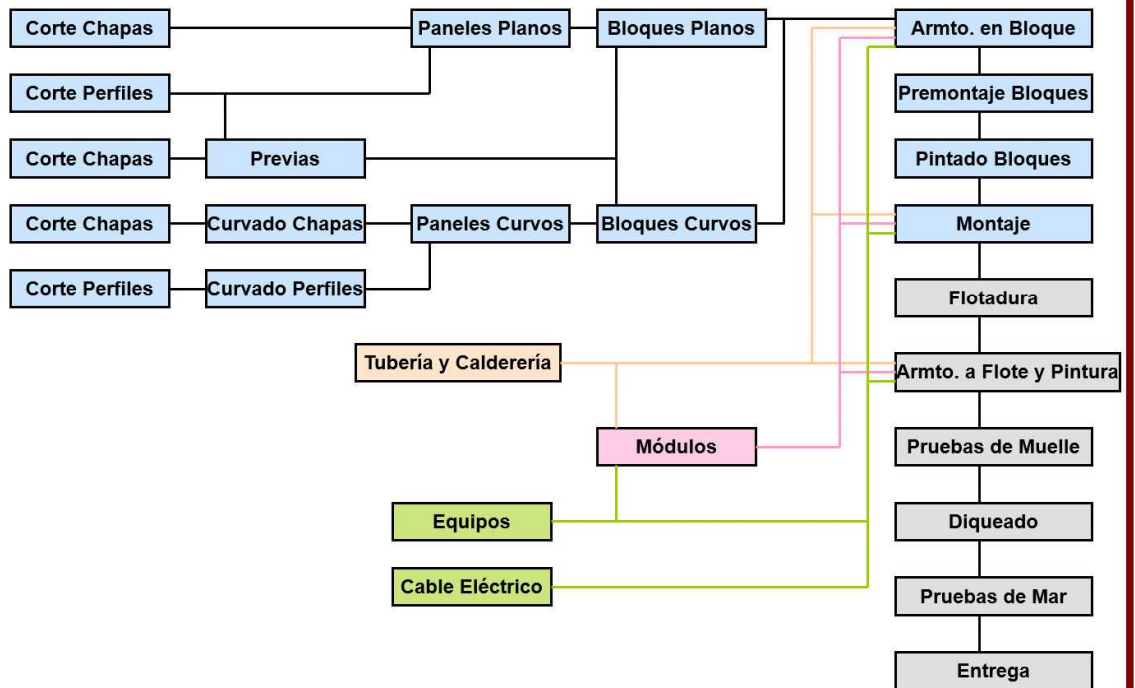 Corte Chapas
Paneles Planos
Bloques Planos
Armto. en Bloque
Corte Perfiles
Premontaje Bloques
Corte Chapas
Previas
Pintado Bloques
Corte Chapas
Curvado Chapas
Paneles Curvos
Bloques Curvos
Montaje
Corte Perfiles
Curvado Perfiles
Flotadura
Tubería y Calderería
Armto. a Flote y Pintura
Módulos
Pruebas de Muelle
Equipos
Diqueado
Cable Eléctrico
Pruebas de Mar
Entrega